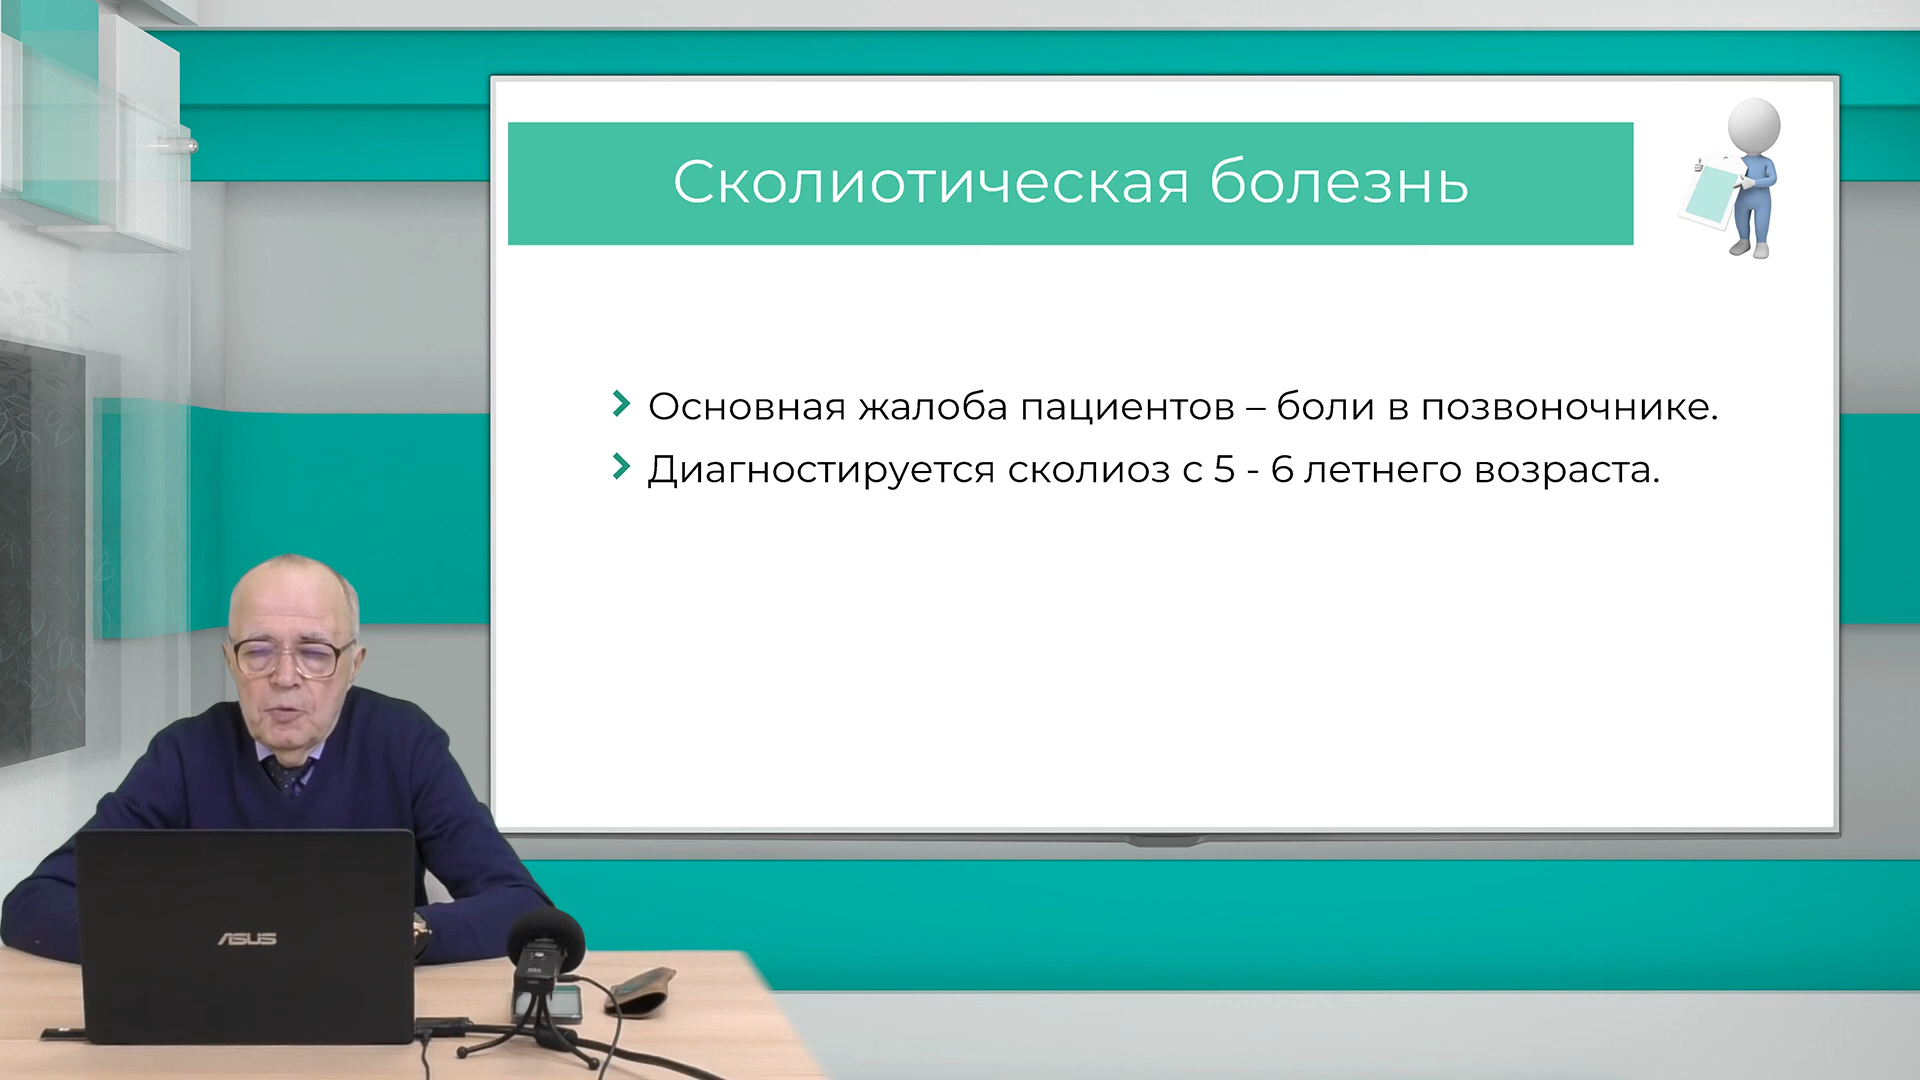 Сколиотическая болезнь
Основная жалоба пациентов – боли в позвоночнике.
Диагностируется сколиоз с 5 - 6 летнего возраста.
ASUS